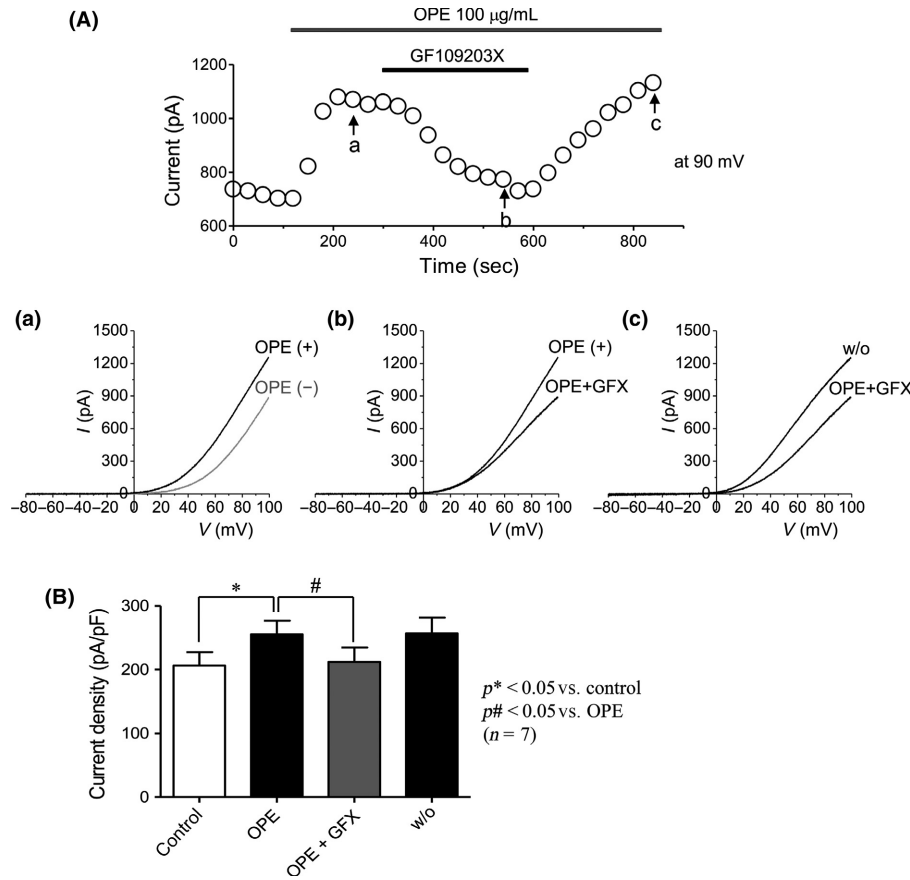 (A)
OPE 100 μg/mL
GF109203X
1200
1000
800
600
Current (pA)
a
b
c
at 90 mV
0 200 400 600 800
Time (sec)
(a)
1500
1200
900
600
300
0
I (pA)
OPE (+)
OPE (−)
−80−60−40−20 0 20 40 60 80 100
V (mV)
(b)
1500
1200
900
600
300
0
I (pA)
OPE (+)
OPE+GFX
−80−60−40−20 0 20 40 60 80 100
V (mV)
(c)
1500
1200
900
600
300
0
I (pA)
w/o
OPE+GFX
−80−60−40−20 0 20 40 60 80 100
V (mV)
(B)
* #
300
200
100
0
Current density (pA/pF)
Control OPE OPE + GFX w/o
p* < 0.05 vs. control
p# < 0.05 vs. OPE
(n = 7)